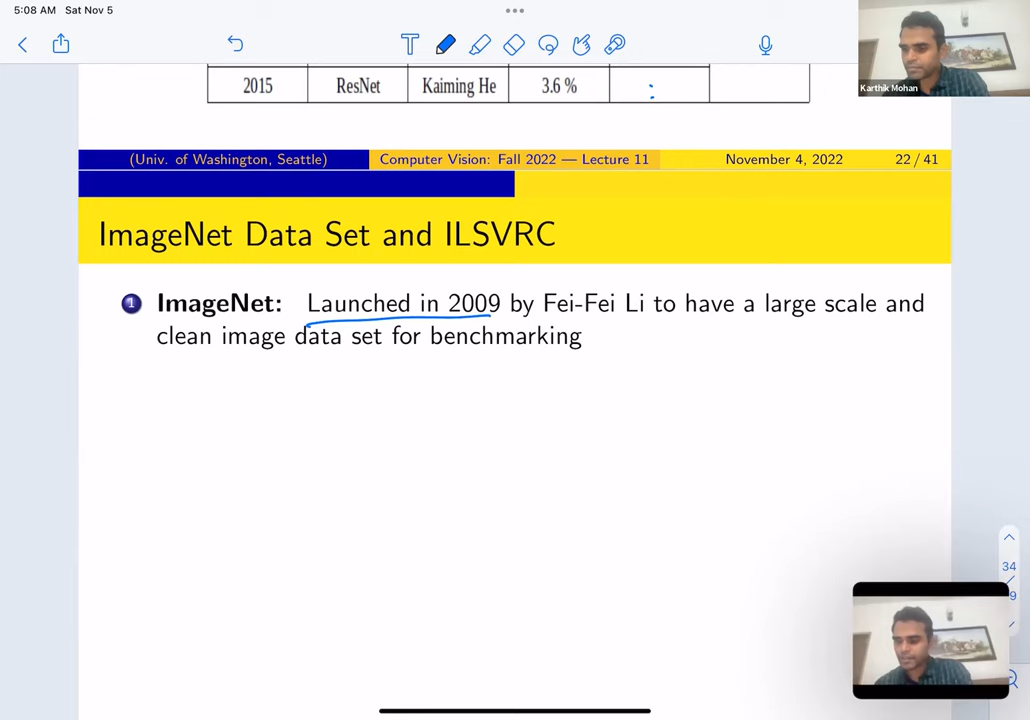 5:08 AM Sat Nov 5
Karthik Mohan
2015 ResNet Kaiming He 3.6 % :
(Univ. of Washington, Seattle) Computer Vision: Fall 2022 — Lecture 11 November 4, 2022 22 / 41
ImageNet Data Set and ILSVRC
1 ImageNet: Launched in 2009 by Fei-Fei Li to have a large scale and
clean image data set for benchmarking
34